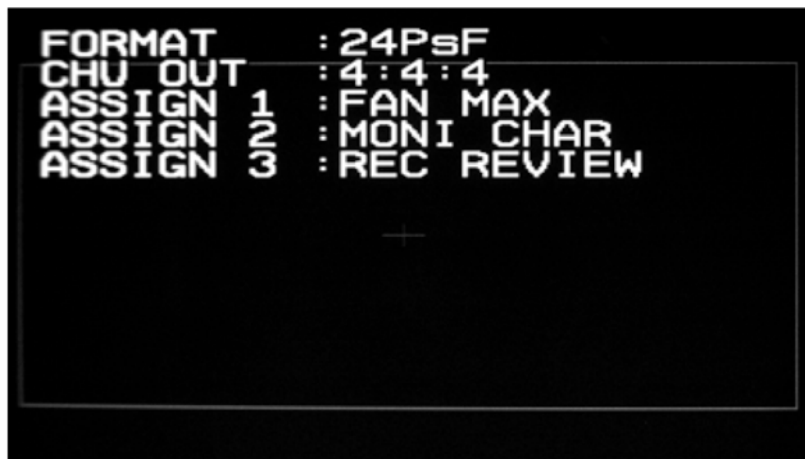 FORMAT :24PsF
CHU OUT :4:4:4
ASSIGN 1 :FAN MAX
ASSIGN 2 :MONI CHAR
ASSIGN 3 :REC REVIEW